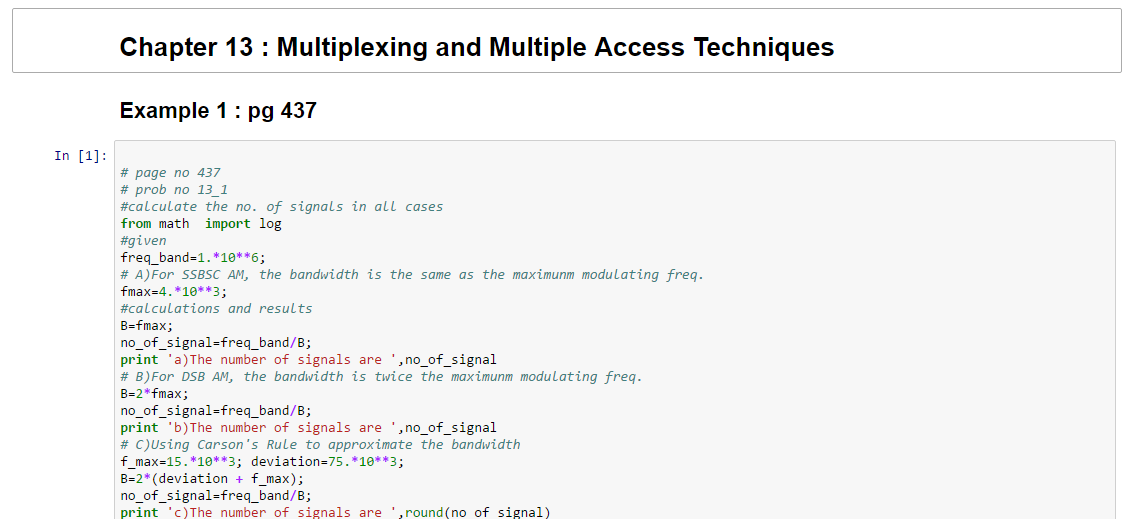 Chapter 13 : Multiplexing and Multiple Access Techniques
Example 1 : pg 437
In [1]:
# page no 437
# prob no 13_1
#calculate the no. of signals in all cases
from math  import log
#given
freq_band=1.*10**6;
# A)For SSBSC AM, the bandwidth is the same as the maximunm modulating freq.
fmax=4.*10**3;
#calculations and results
B=fmax;
no_of_signal=freq_band/B;
print 'a)The number of signals are ',no_of_signal
# B)For DSB AM, the bandwidth is twice the maximunm modulating freq.
B=2*fmax;
no_of_signal=freq_band/B;
print 'b)The number of signals are ',no_of_signal
# C)Using Carson's Rule to approximate the bandwidth
f_max=15.*10**3; deviation=75.*10**3;
B=2*(deviation + f_max);
no_of_signal=freq_band/B;
print 'c)The number of signals are ',round(no_of_signal)